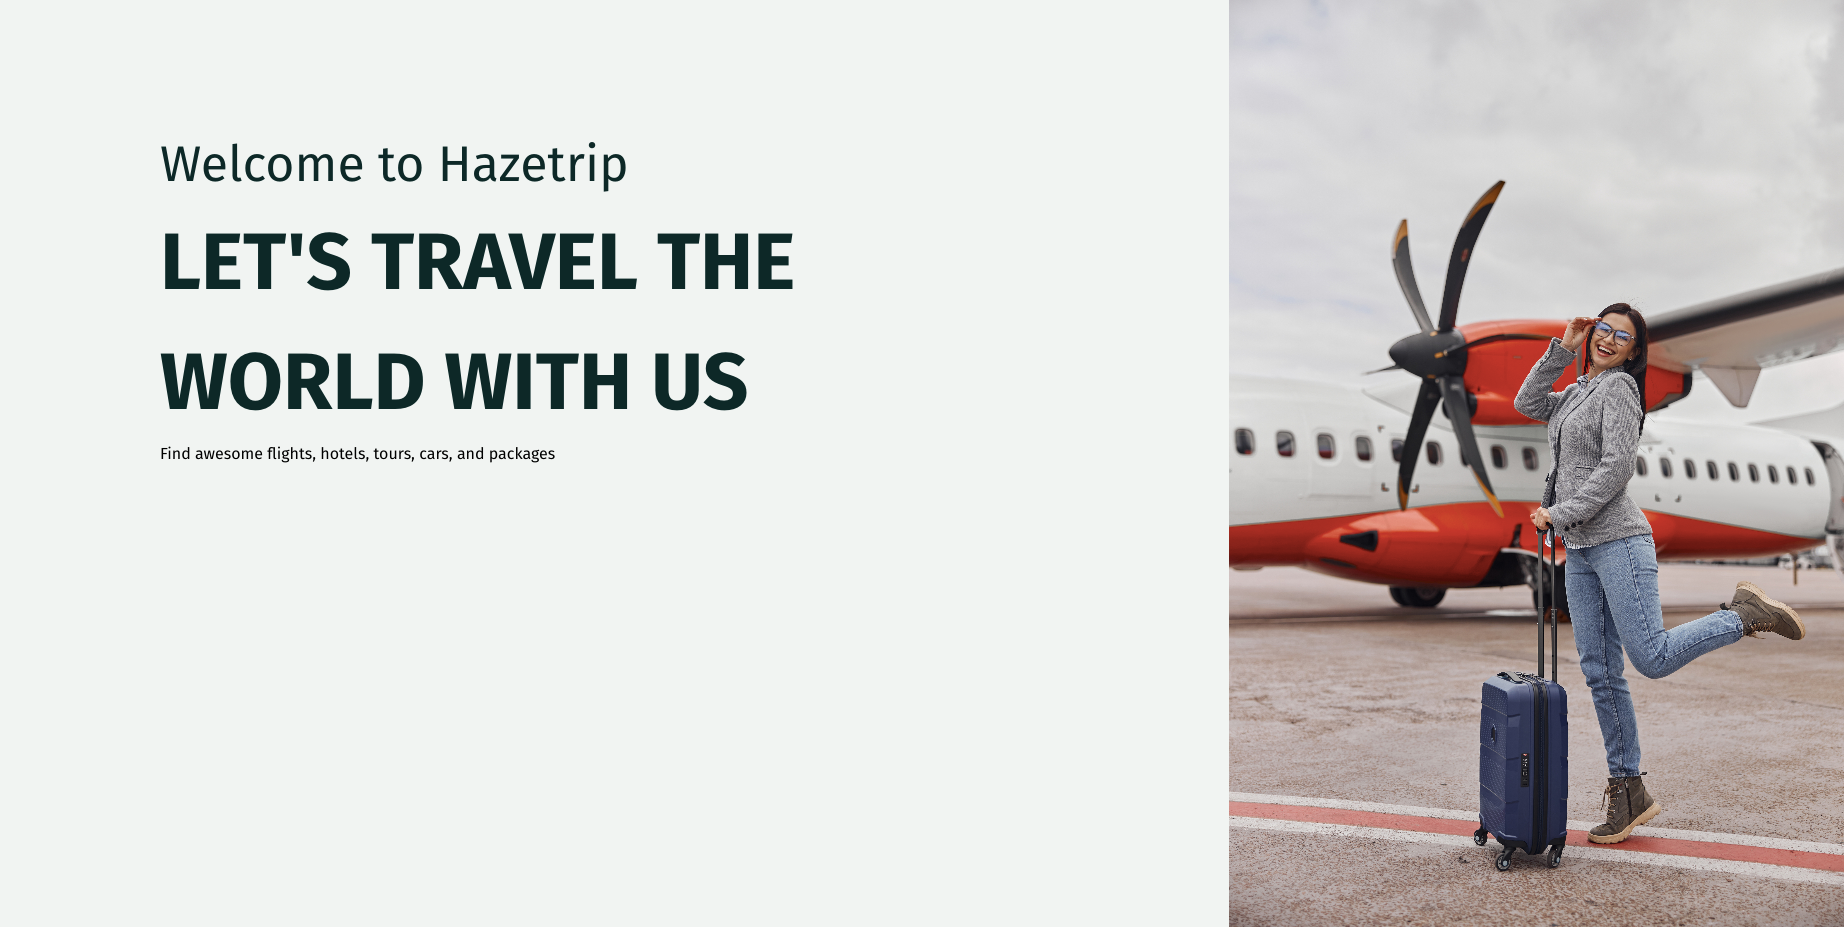 Welcome to Hazetrip
LET'S TRAVEL THE
WORLD WITH US
Find awesome flights, hotels, tours, cars, and packages